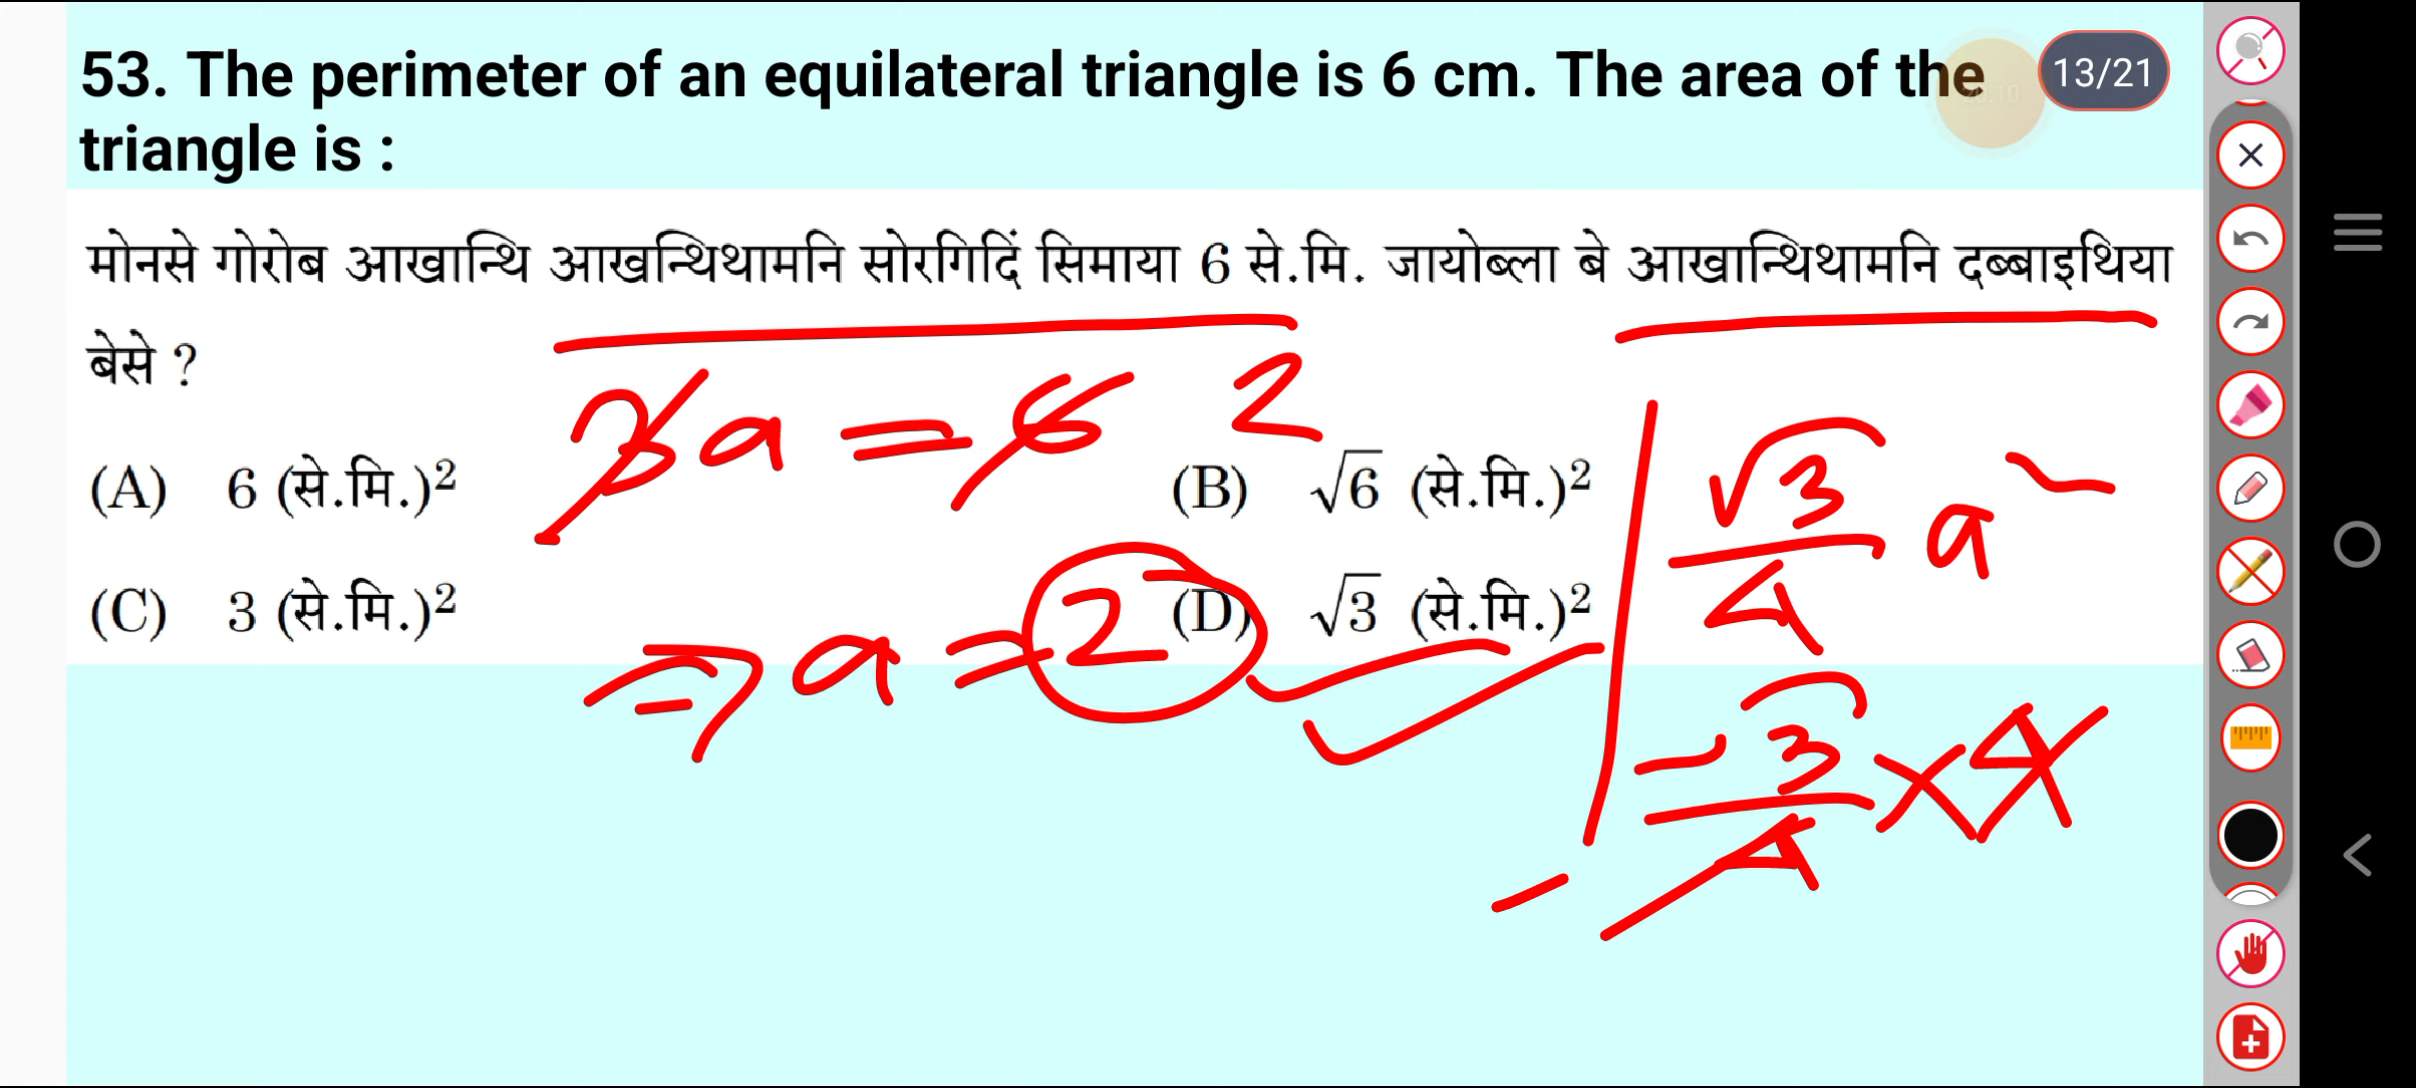 53. The perimeter of an equilateral triangle is 6 cm. The area of the
13/21
triangle is :
मोनसे गोरोब आखान्थि आखन्थिथामनि सोरगिदिं सिमाया 6 से.मि. जायोब्ला बे आखान्थिथामनि दब्बाइथिया
बेसे ?
3a = 6 2
(A) 6 (से.मि.)² (B) √6 (से.मि.)²
(C) 3 (से.मि.)² (D) √3 (से.मि.)²
⇒ a = 2
√3/4 a²
3/4 × 4